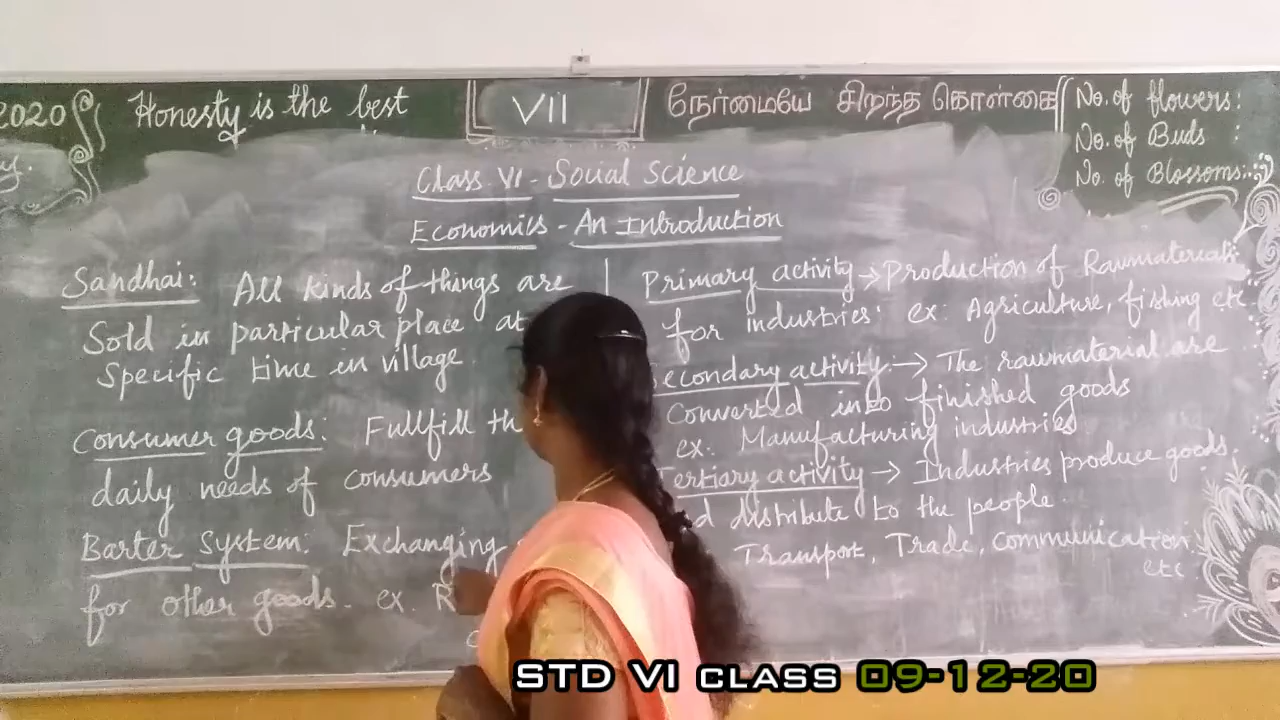 2020
Honesty is the best
VII
நேர்மையே சிறந்த கொள்கை
No. of flowers:
No. of Buds :
No. of Blossoms:
Class VI - Social Science
Economics - An Introduction
Sandhai: All kinds of things are
Sold in particular place at
Specific time in village.
Consumer goods: Fullfill th
daily needs of consumers
Barter System: Exchanging
for other goods. ex. R
Primary activity → Production of Rawmaterials
for industries. ex: Agriculture, fishing etc
econdary activity: → The rawmaterial are
Converted into finished goods
ex: Manufacturing industries
Tertiary activity → Industries produce goods.
d distribute to the people.
Transport, Trade, Communication.
etc
STD VI CLASS 09-12-20